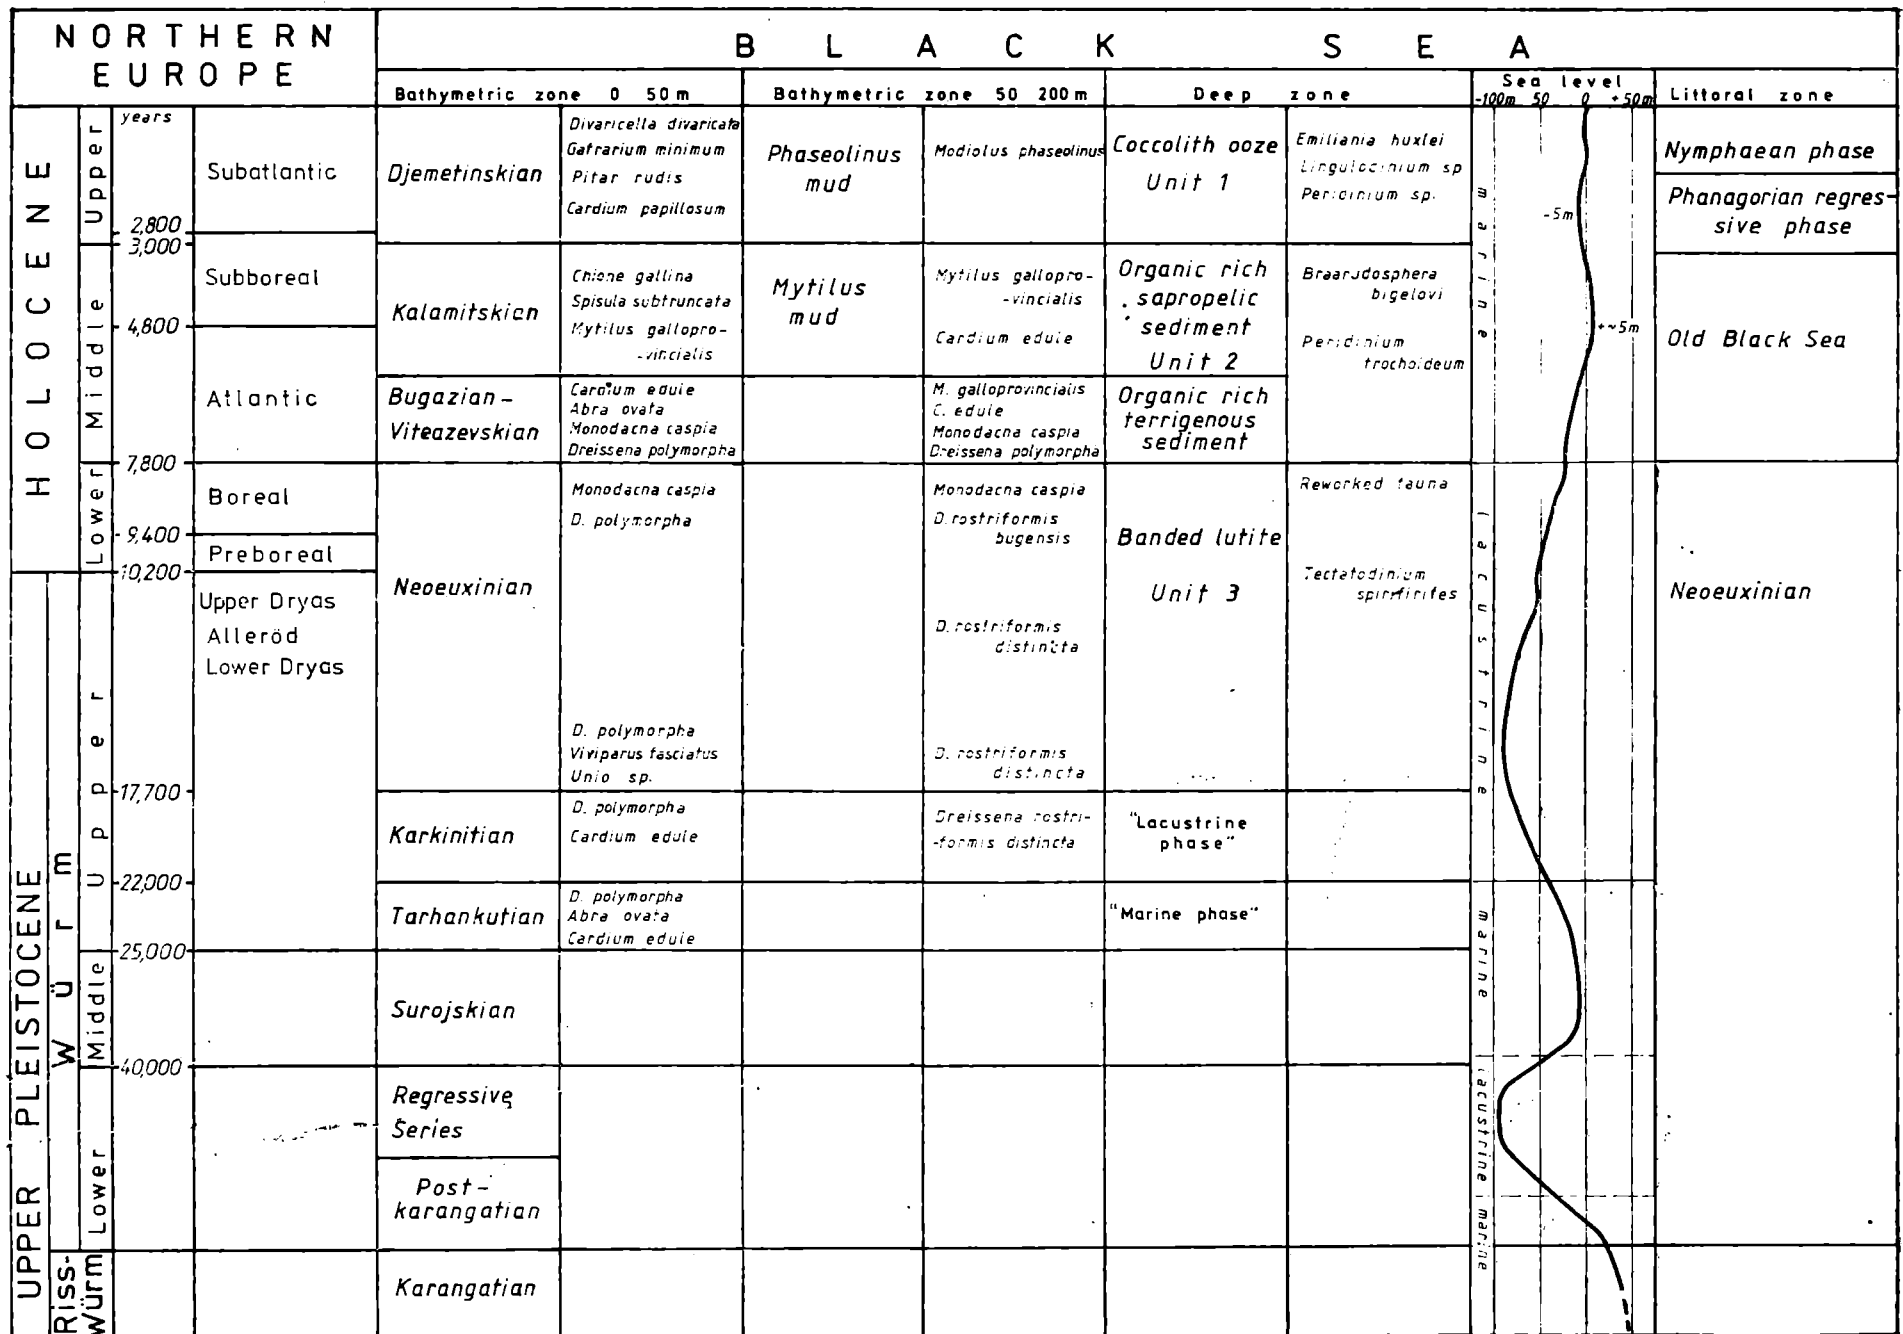 NORTHERN
EUROPE
BLACK SEA
Bathymetric zone 0 50m
Bathymetric zone 50 200m
Deep zone
Sea level
-100m 50 0 +50m
Littoral zone
HOLOCENE
Upper
Middle
Lower
UPPER PLEISTOCENE
Würm
Upper
Middle
Lower
Riss-
Würm
years
2,800
3,000
4,800
7,800
9,400
10,200
17,700
22,000
25,000
40,000
Subatlantic
Subboreal
Atlantic
Boreal
Preboreal
Upper Dryas
Alleröd
Lower Dryas
Djemetinskian
Kalamitskian
Bugazian-
Viteazevskian
Neoeuxinian
Karkinitian
Tarhankutian
Surojskian
Regressive
Series
Post-
karangatian
Karangatian
Divaricella divaricata
Gafrarium minimum
Pitar rudis
Cardium papillosum
Chione gallina
Spisula subtruncata
Mytilus gallopro-
-vincialis
Cardium edule
Abra ovata
Monodacna caspia
Dreissena polymorpha
Monodacna caspia
D. polymorpha
D. polymorpha
Viviparus fasciatus
Unio sp.
D. polymorpha
Cardium edule
D. polymorpha
Abra ovata
Cardium edule
Phaseolinus
mud
Mytilus
mud
Modiolus phaseolinus
Mytilus gallopro-
-vincialis
Cardium edule
M. galloprovincialis
C. edule
Monodacna caspia
Dreissena polymorpha
Monodacna caspia
D. rostriformis
bugensis
D. rostriformis
distincta
D. rostriformis
distincta
Dreissena rostri-
-formis distincta
Coccolith ooze
Unit 1
Organic rich
sapropelic
sediment
Unit 2
Organic rich
terrigenous
sediment
Banded lutite
Unit 3
"Lacustrine
phase"
"Marine phase"
Emiliania huxlei
Peridinium sp.
Braarudosphera
bigelovi
Peridinium
trochoideum
Reworked fauna
Tectatodinium
marine
lacustrine
marine
lacustrine
marine
-5m
+~5m
Nymphaean phase
Phanagorian regres-
sive phase
Old Black Sea
Neoeuxinian